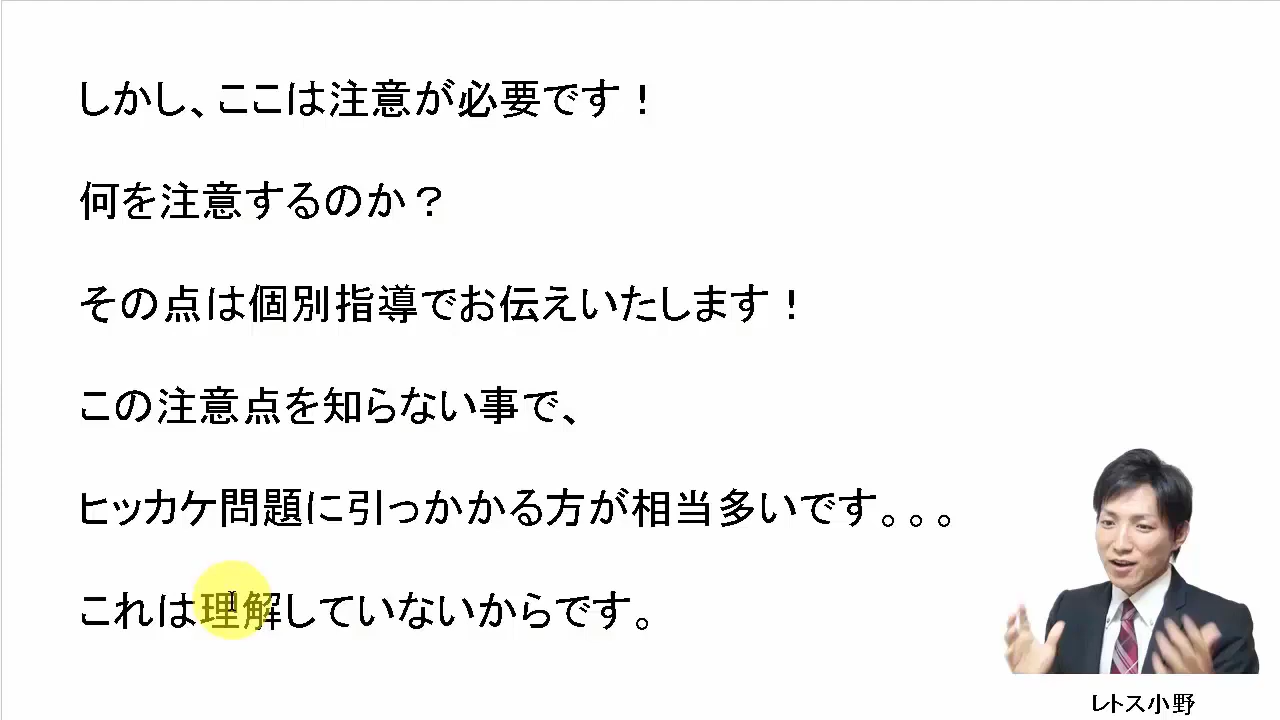 しかし、ここは注意が必要です！
何を注意するのか？
その点は個別指導でお伝えいたします！
この注意点を知らない事で、
ヒッカケ問題に引っかかる方が相当多いです。。。
これは理解していないからです。
レトス小野